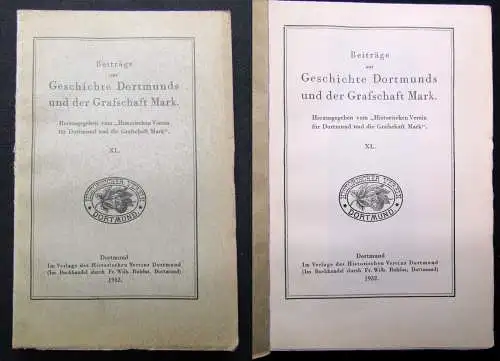 Beiträge
zur
Geschichte Dortmunds
und der Grafschaft Mark.
Herausgegeben vom „Historischen Verein
für Dortmund und die Grafschaft Mark“.
XL.
HISTORISCHER VEREIN
DORTMUND.
Dortmund
Im Verlage des Historischen Vereins Dortmund
(Im Buchhandel durch Fr. Wilh. Ruhfus, Dortmund)
1932.
Beiträge
zur
Geschichte Dortmunds
und der Grafschaft Mark.
Herausgegeben vom „Historischen Verein
für Dortmund und die Grafschaft Mark“.
XL.
HISTORISCHER VEREIN
DORTMUND.
Dortmund
Im Verlage des Historischen Vereins Dortmund
(Im Buchhandel durch Fr. Wilh. Ruhfus, Dortmund)
1932.